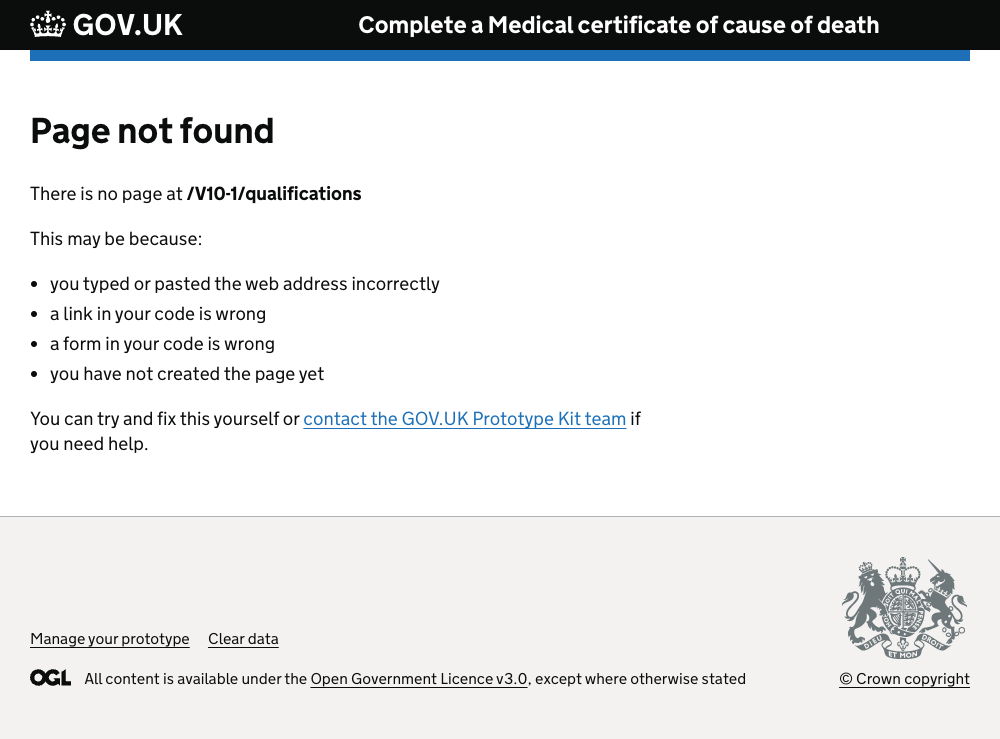 GOV.UK
Complete a Medical certificate of cause of death
Page not found
There is no page at /V10-1/qualifications
This may be because:
• you typed or pasted the web address incorrectly
• a link in your code is wrong
• a form in your code is wrong
• you have not created the page yet
You can try and fix this yourself or contact the GOV.UK Prototype Kit team if
you need help.
Manage your prototype Clear data
OGL All content is available under the Open Government Licence v3.0, except where otherwise stated
DIEU ET MON DROIT
© Crown copyright